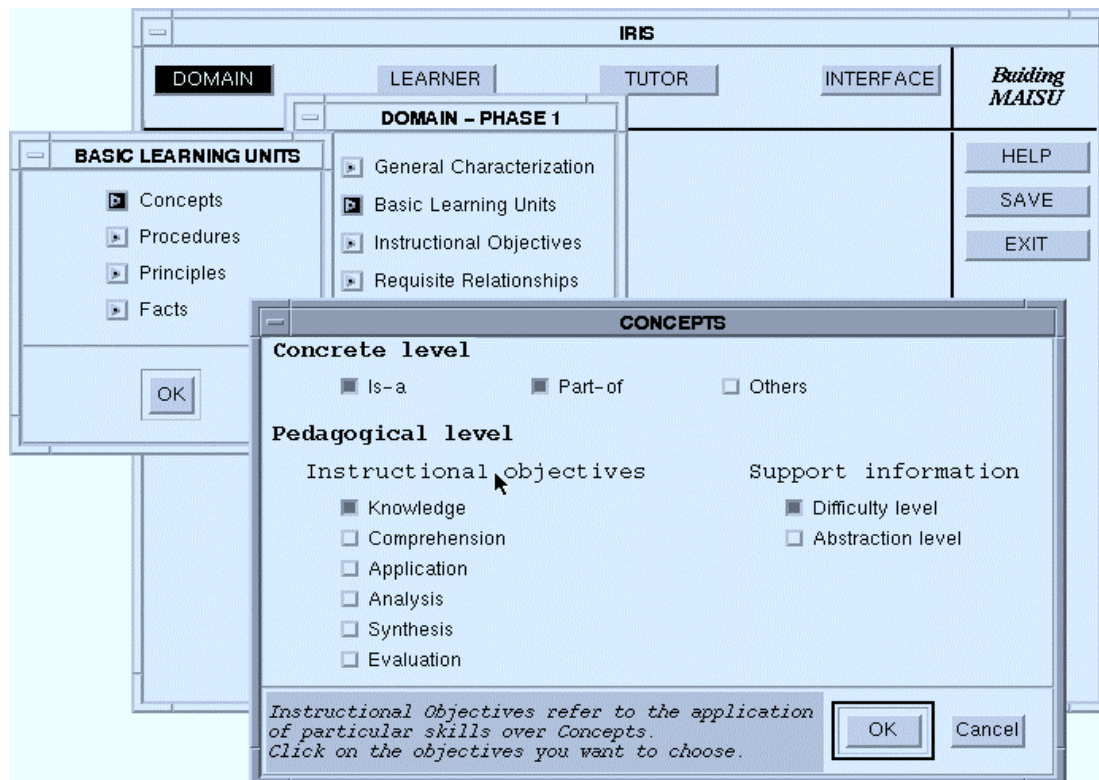 IRIS
DOMAIN
LEARNER
TUTOR
INTERFACE
Buiding
MAISU
HELP
SAVE
EXIT
DOMAIN - PHASE 1
General Characterization
Basic Learning Units
Instructional Objectives
Requisite Relationships
BASIC LEARNING UNITS
Concepts
Procedures
Principles
Facts
OK
CONCEPTS
Concrete level
Is-a
Part-of
Others
Pedagogical level
Instructional objectives
Knowledge
Comprehension
Application
Analysis
Synthesis
Evaluation
Support information
Difficulty level
Abstraction level
Instructional Objectives refer to the application
of particular skills over Concepts.
Click on the objectives you want to choose.
OK
Cancel